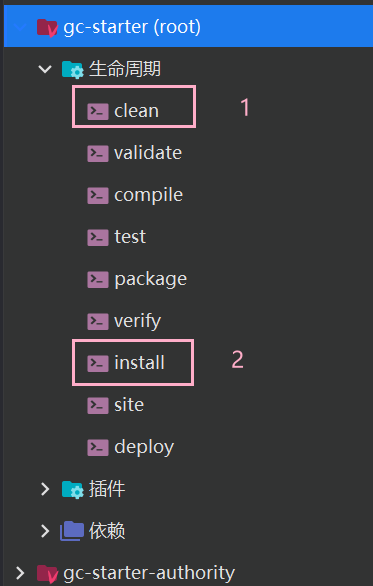 gc-starter (root)
生命周期
clean 1
validate
compile
test
package
verify
install 2
site
deploy
插件
依赖
gc-starter-authority